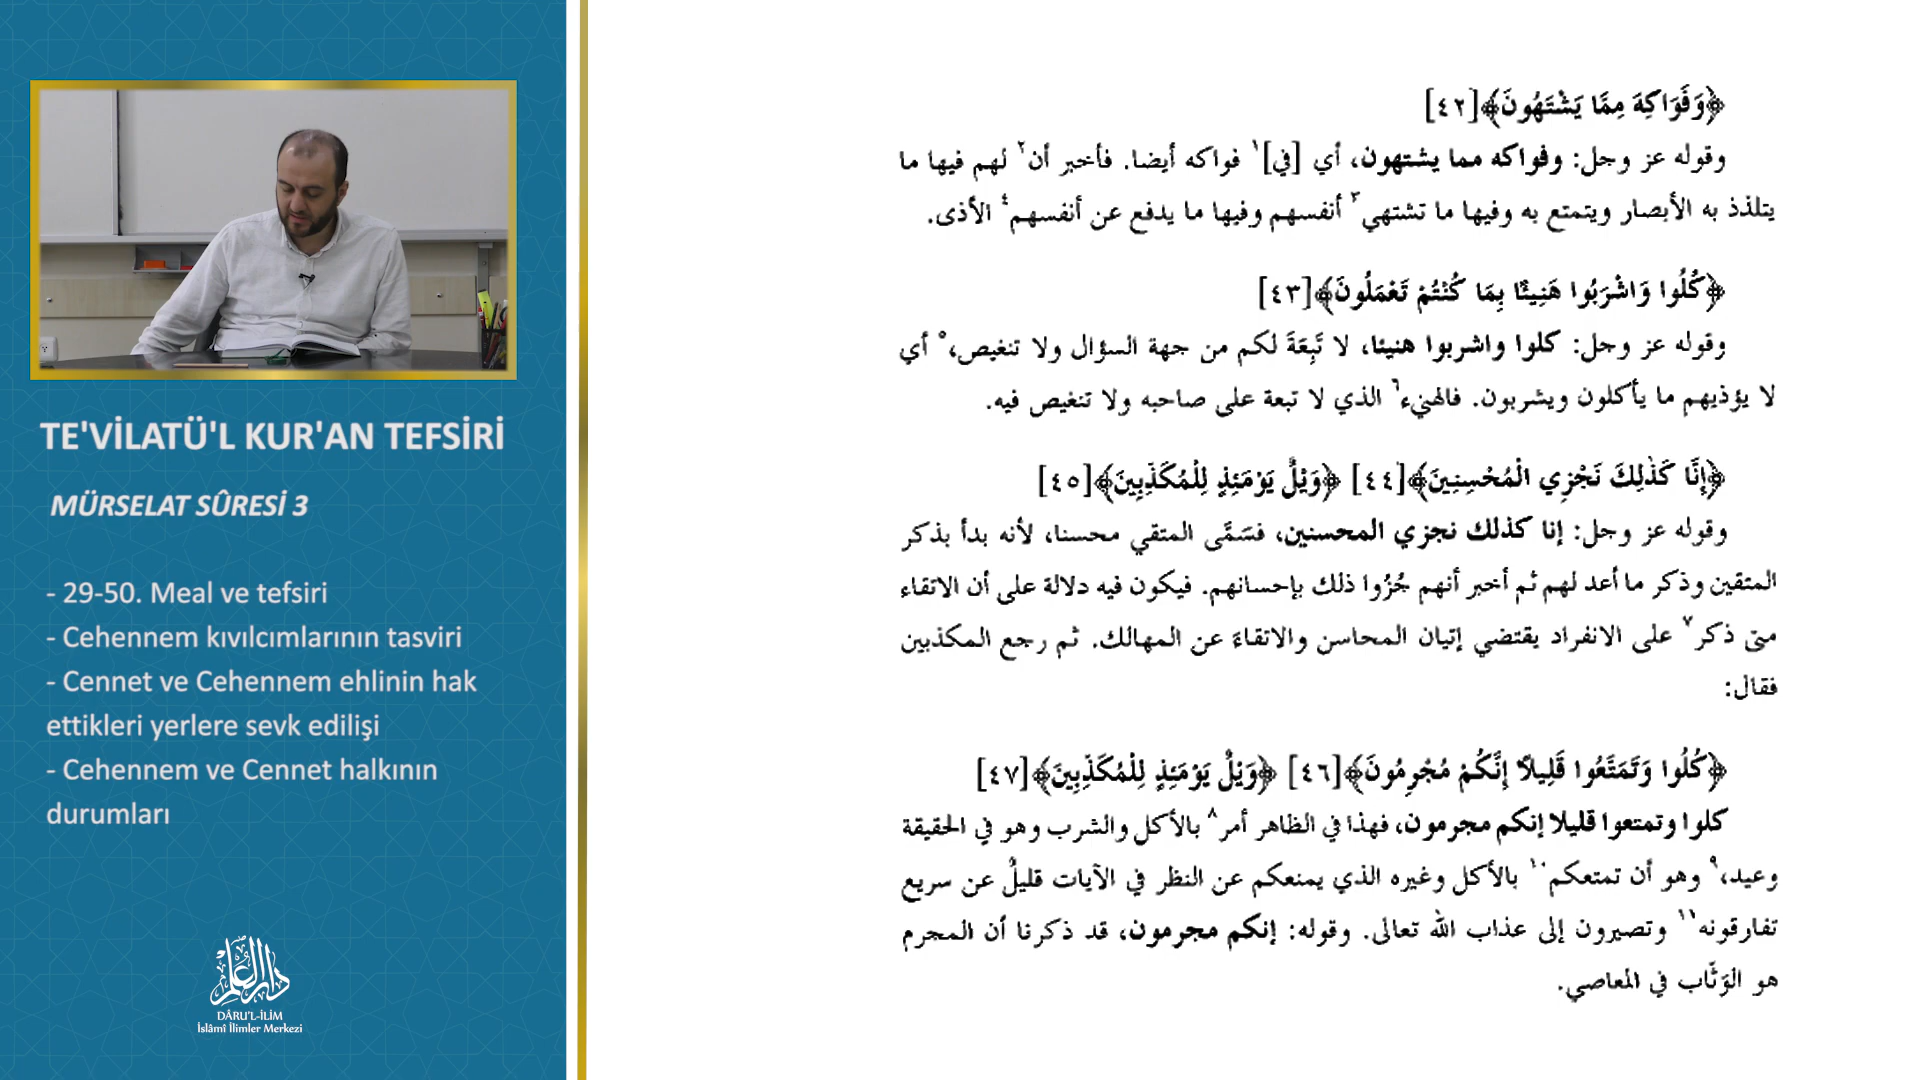 TE'VİLATÜ'L KUR'AN TEFSİRİ
MÜRSELAT SÛRESİ 3
- 29-50. Meal ve tefsiri
- Cehennem kıvılcımlarının tasviri
- Cennet ve Cehennem ehlinin hak
ettikleri yerlere sevk edilişi
- Cehennem ve Cennet halkının
durumları
دار العلم
DÂRU'L-İLİM
İslâmî İlimler Merkezi
﴿وَفَوَاكِهَ مِمَّا يَشْتَهُونَ﴾[٤٢]
وقوله عز وجل: وفواكه مما يشتهون، أي [في]١ فواكه أيضا. فأخبر أن٢ لهم فيها ما
يتلذذ به الأبصار ويتمتع به وفيها ما تشتهي٣ أنفسهم وفيها ما يدفع عن أنفسهم٤ الأذى.
﴿كُلُوا وَاشْرَبُوا هَنِيئًا بِمَا كُنْتُمْ تَعْمَلُونَ﴾[٤٣]
وقوله عز وجل: كلوا واشربوا هنيئا، لا تَبِعَةَ لكم من جهة السؤال ولا تنغيص،٥ أي
لا يؤذيهم ما يأكلون ويشربون. فالهنيء٦ الذي لا تبعة على صاحبه ولا تنغيص فيه.
﴿إِنَّا كَذَٰلِكَ نَجْزِي الْمُحْسِنِينَ﴾[٤٤] ﴿وَيْلٌ يَوْمَئِذٍ لِلْمُكَذِّبِينَ﴾[٤٥]
وقوله عز وجل: إنا كذلك نجزي المحسنين، فسَمَّى المتقي محسنا، لأنه بدأ بذكر
المتقين وذكر ما أعد لهم ثم أخبر أنهم جُزُوا ذلك بإحسانهم. فيكون فيه دلالة على أن الاتقاء
متى ذكر٧ على الانفراد يقتضي إتيان المحاسن والاتقاءَ عن المهالك. ثم رجع المكذبين
فقال:
﴿كُلُوا وَتَمَتَّعُوا قَلِيلًا إِنَّكُمْ مُجْرِمُونَ﴾[٤٦] ﴿وَيْلٌ يَوْمَئِذٍ لِلْمُكَذِّبِينَ﴾[٤٧]
كلوا وتمتعوا قليلا إنكم مجرمون، فهذا في الظاهر أمر٨ بالأكل والشرب وهو في الحقيقة
وعيد،٩ وهو أن تمتعكم١٠ بالأكل وغيره الذي يمنعكم عن النظر في الآيات قليلٌ عن سريع
تفارقونه١١ وتصيرون إلى عذاب الله تعالى. وقوله: إنكم مجرمون، قد ذكرنا أن المجرم
هو الوَثَّاب في المعاصي.